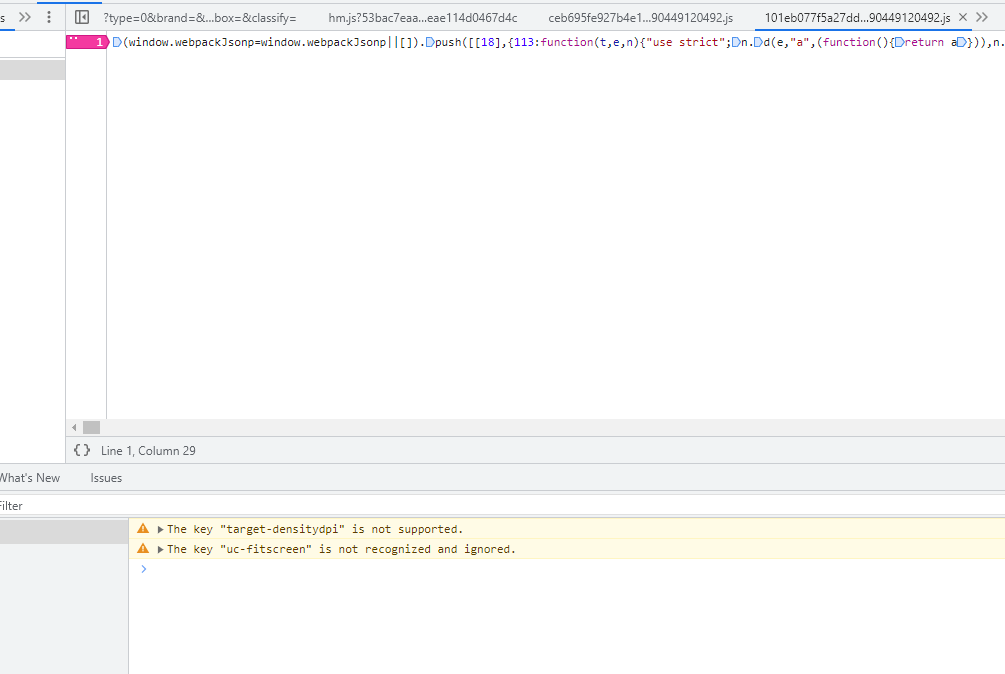 s ?type=0&brand=&...box=&classify= hm.js?53bac7eaa...eae114d0467d4c ceb695fe927b4e1...90449120492.js 101eb077f5a27dd...90449120492.js
1 (window.webpackJsonp=window.webpackJsonp||[]).push([[18],{113:function(t,e,n){"use strict";n.d(e,"a",(function(){return a})),n.
{} Line 1, Column 29
What's New Issues
Filter
The key "target-densitydpi" is not supported.
The key "uc-fitscreen" is not recognized and ignored.